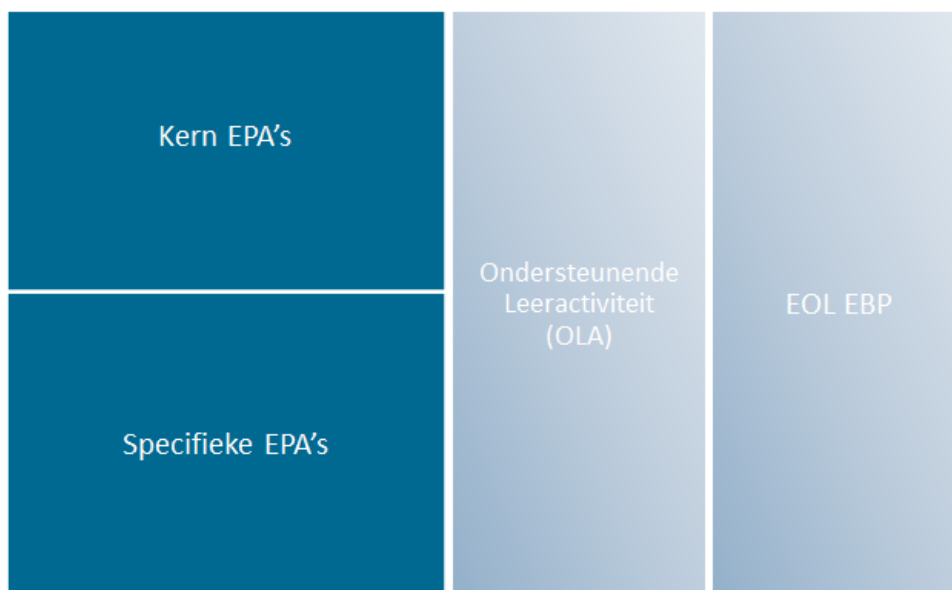 Kern EPA’s
Specifieke EPA’s
Ondersteunende
Leeractiviteit
(OLA)
EOL EBP